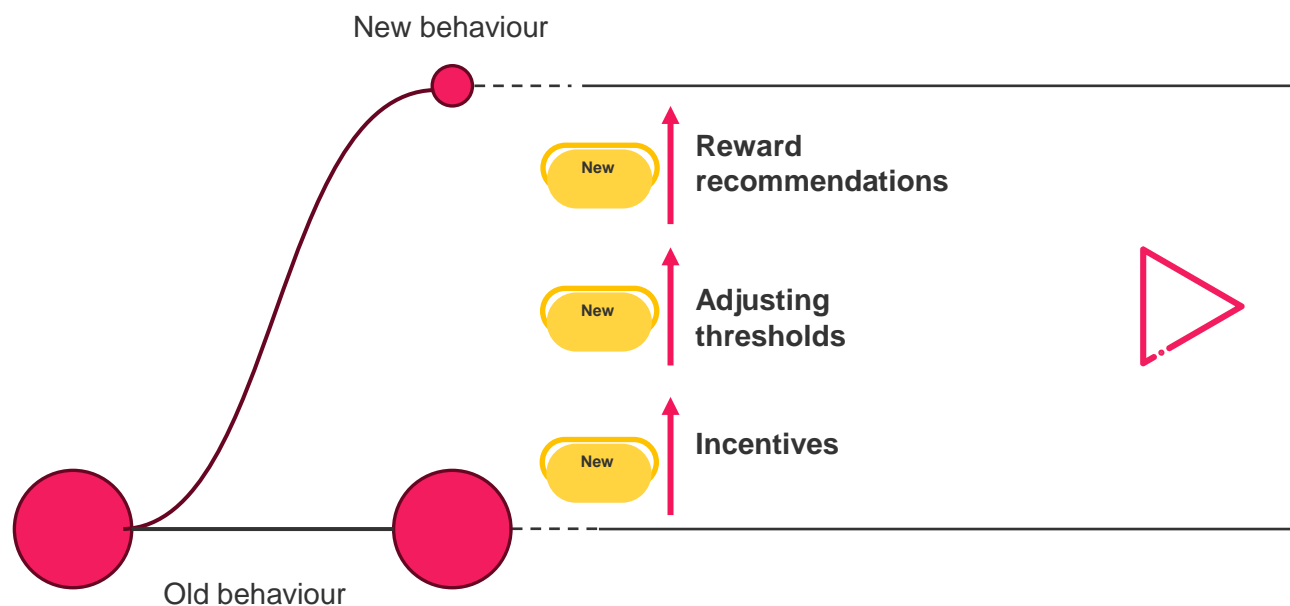 New behaviour
New
Reward
recommendations
New
Adjusting
thresholds
New
Incentives
Old behaviour